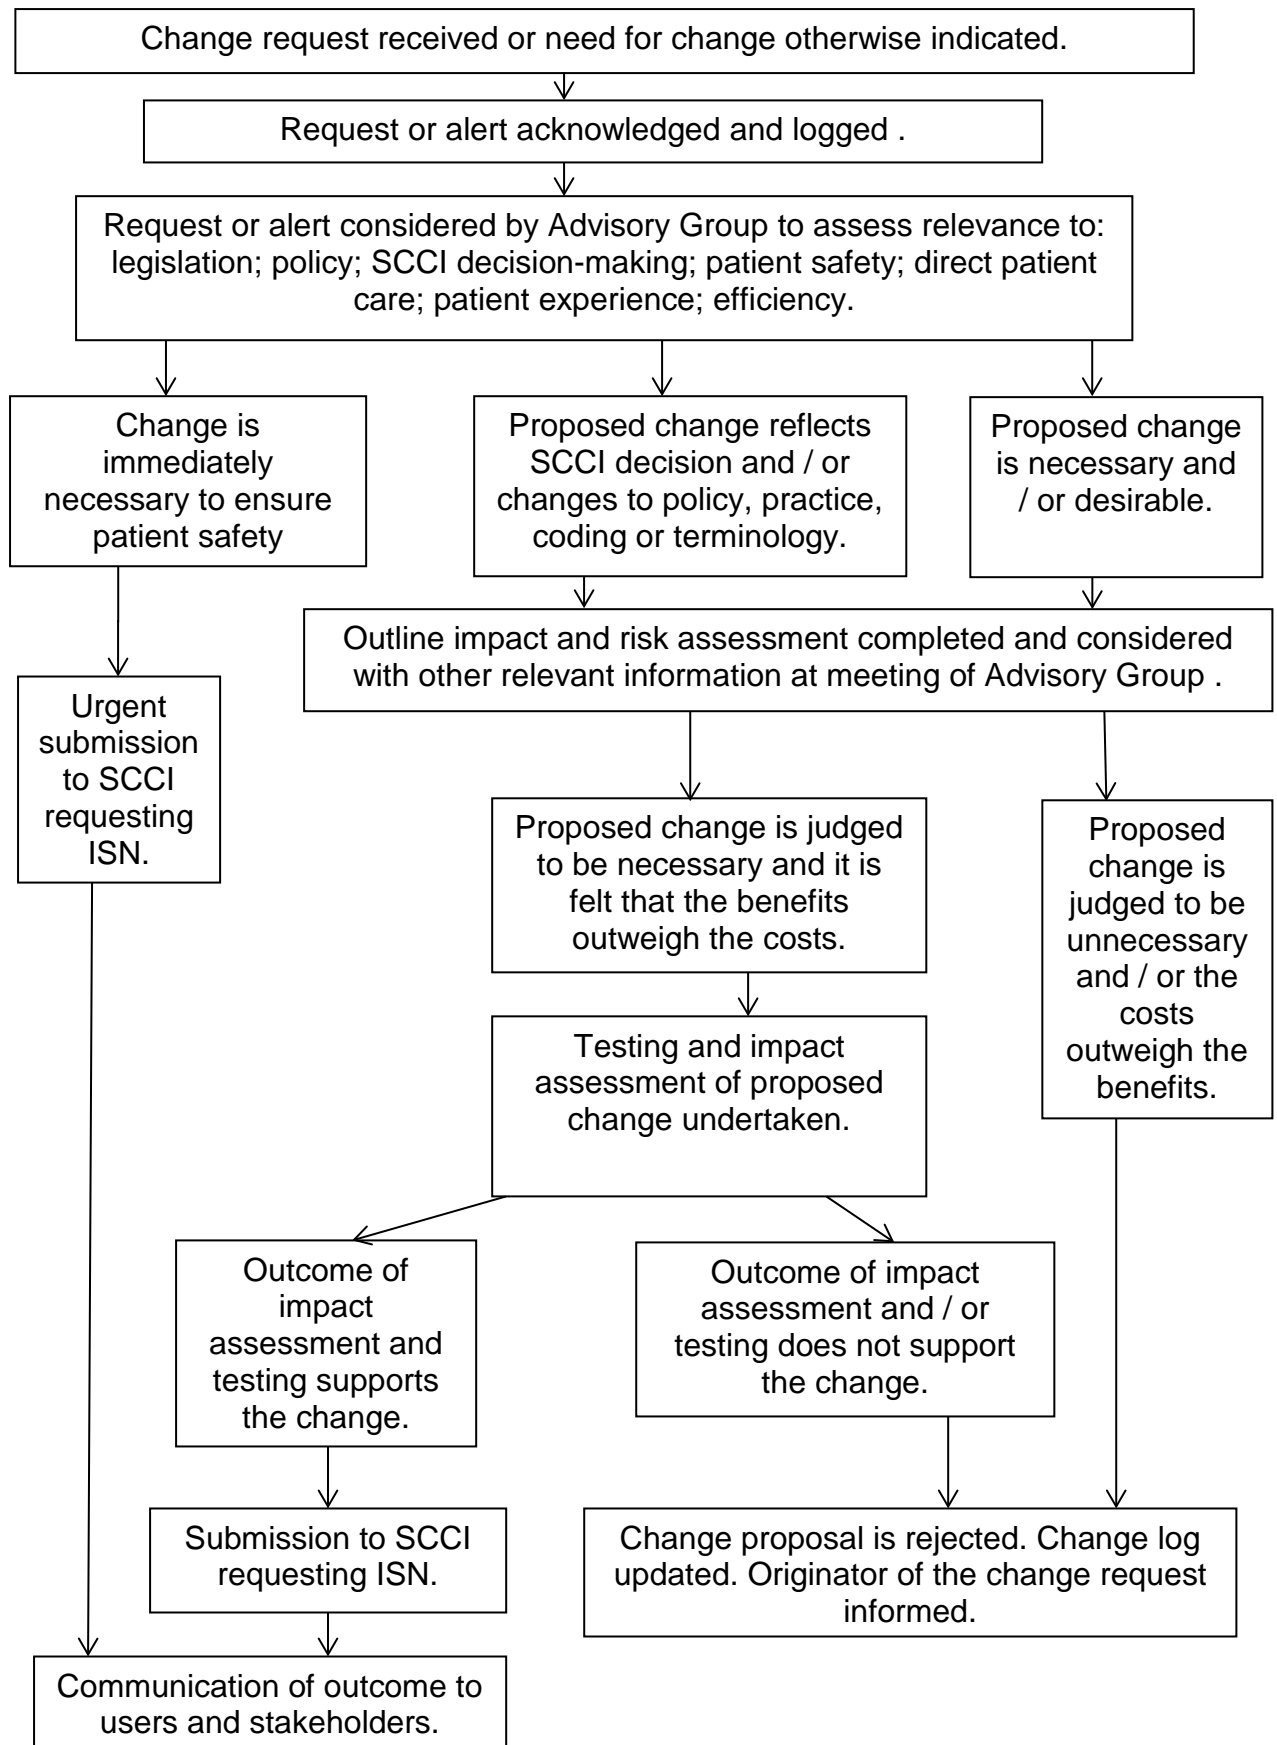 Change request received or need for change otherwise indicated.
Request or alert acknowledged and logged .
Request or alert considered by Advisory Group to assess relevance to:
legislation; policy; SCCI decision-making; patient safety; direct patient
care; patient experience; efficiency.
Change is
immediately
necessary to ensure
patient safety
Proposed change reflects
SCCI decision and / or
changes to policy, practice,
coding or terminology.
Proposed change
is necessary and
/ or desirable.
Outline impact and risk assessment completed and considered
with other relevant information at meeting of Advisory Group .
Urgent
submission
to SCCI
requesting
ISN.
Proposed change is judged
to be necessary and it is
felt that the benefits
outweigh the costs.
Proposed
change is
judged to be
unnecessary
and / or the
costs
outweigh the
benefits.
Testing and impact
assessment of proposed
change undertaken.
Outcome of
impact
assessment and
testing supports
the change.
Outcome of impact
assessment and / or
testing does not support
the change.
Submission to SCCI
requesting ISN.
Change proposal is rejected. Change log
updated. Originator of the change request
informed.
Communication of outcome to
users and stakeholders.